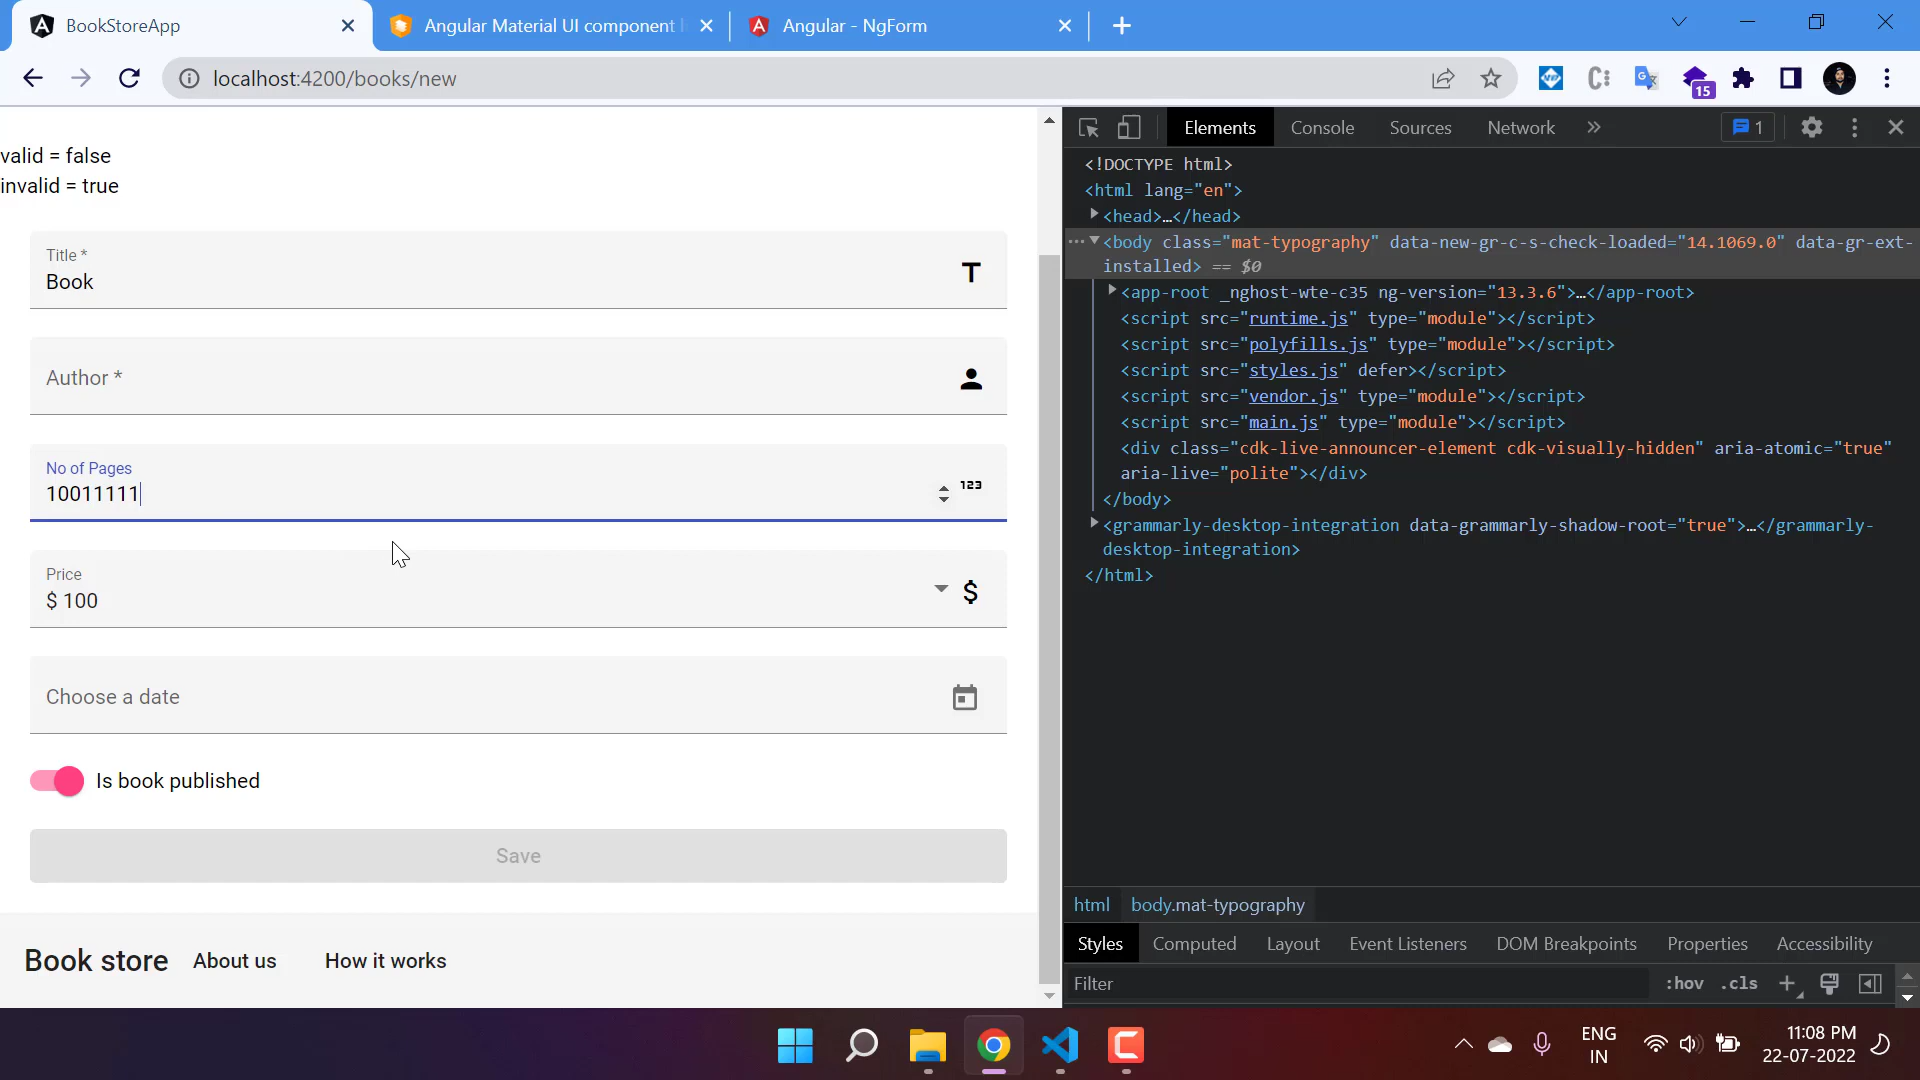 BookStoreApp
Angular Material UI component l
Angular - NgForm
localhost:4200/books/new
15
valid = false
invalid = true
Title *
Book
Author *
No of Pages
10011111
123
Price
$ 100
$
Choose a date
Is book published
Save
Book store
About us
How it works
Elements
Console
Sources
Network
1
<!DOCTYPE html>
<html lang="en">
<head>…</head>
<body class="mat-typography" data-new-gr-c-s-check-loaded="14.1069.0" data-gr-ext-
installed> == $0
<app-root _nghost-wte-c35 ng-version="13.3.6">…</app-root>
<script src="runtime.js" type="module"></script>
<script src="polyfills.js" type="module"></script>
<script src="styles.js" defer></script>
<script src="vendor.js" type="module"></script>
<script src="main.js" type="module"></script>
<div class="cdk-live-announcer-element cdk-visually-hidden" aria-atomic="true"
aria-live="polite"></div>
</body>
<grammarly-desktop-integration data-grammarly-shadow-root="true">…</grammarly-
desktop-integration>
</html>
html
body.mat-typography
Styles
Computed
Layout
Event Listeners
DOM Breakpoints
Properties
Accessibility
Filter
:hov
.cls
ENG
IN
11:08 PM
22-07-2022